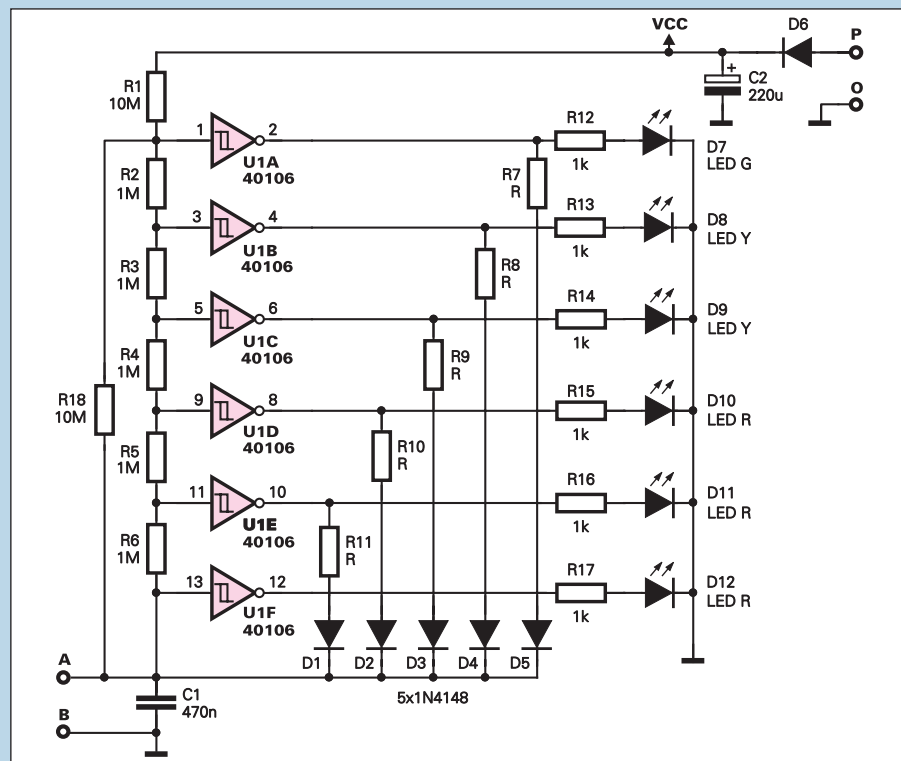 VCC
D6
P
+
C2
220u
O
R1
10M
1
2
U1A
40106
R12
1k
D7
LED G
R2
1M
R7
R
3
4
U1B
40106
R13
1k
D8
LED Y
R3
1M
R8
R
5
6
U1C
40106
R14
1k
D9
LED Y
R4
1M
R9
R
R18
10M
9
8
U1D
40106
R15
1k
D10
LED R
R5
1M
R10
R
11
10
U1E
40106
R16
1k
D11
LED R
R6
1M
R11
R
13
12
U1F
40106
R17
1k
D12
LED R
D1
D2
D3
D4
D5
5x1N4148
A
C1
470n
B